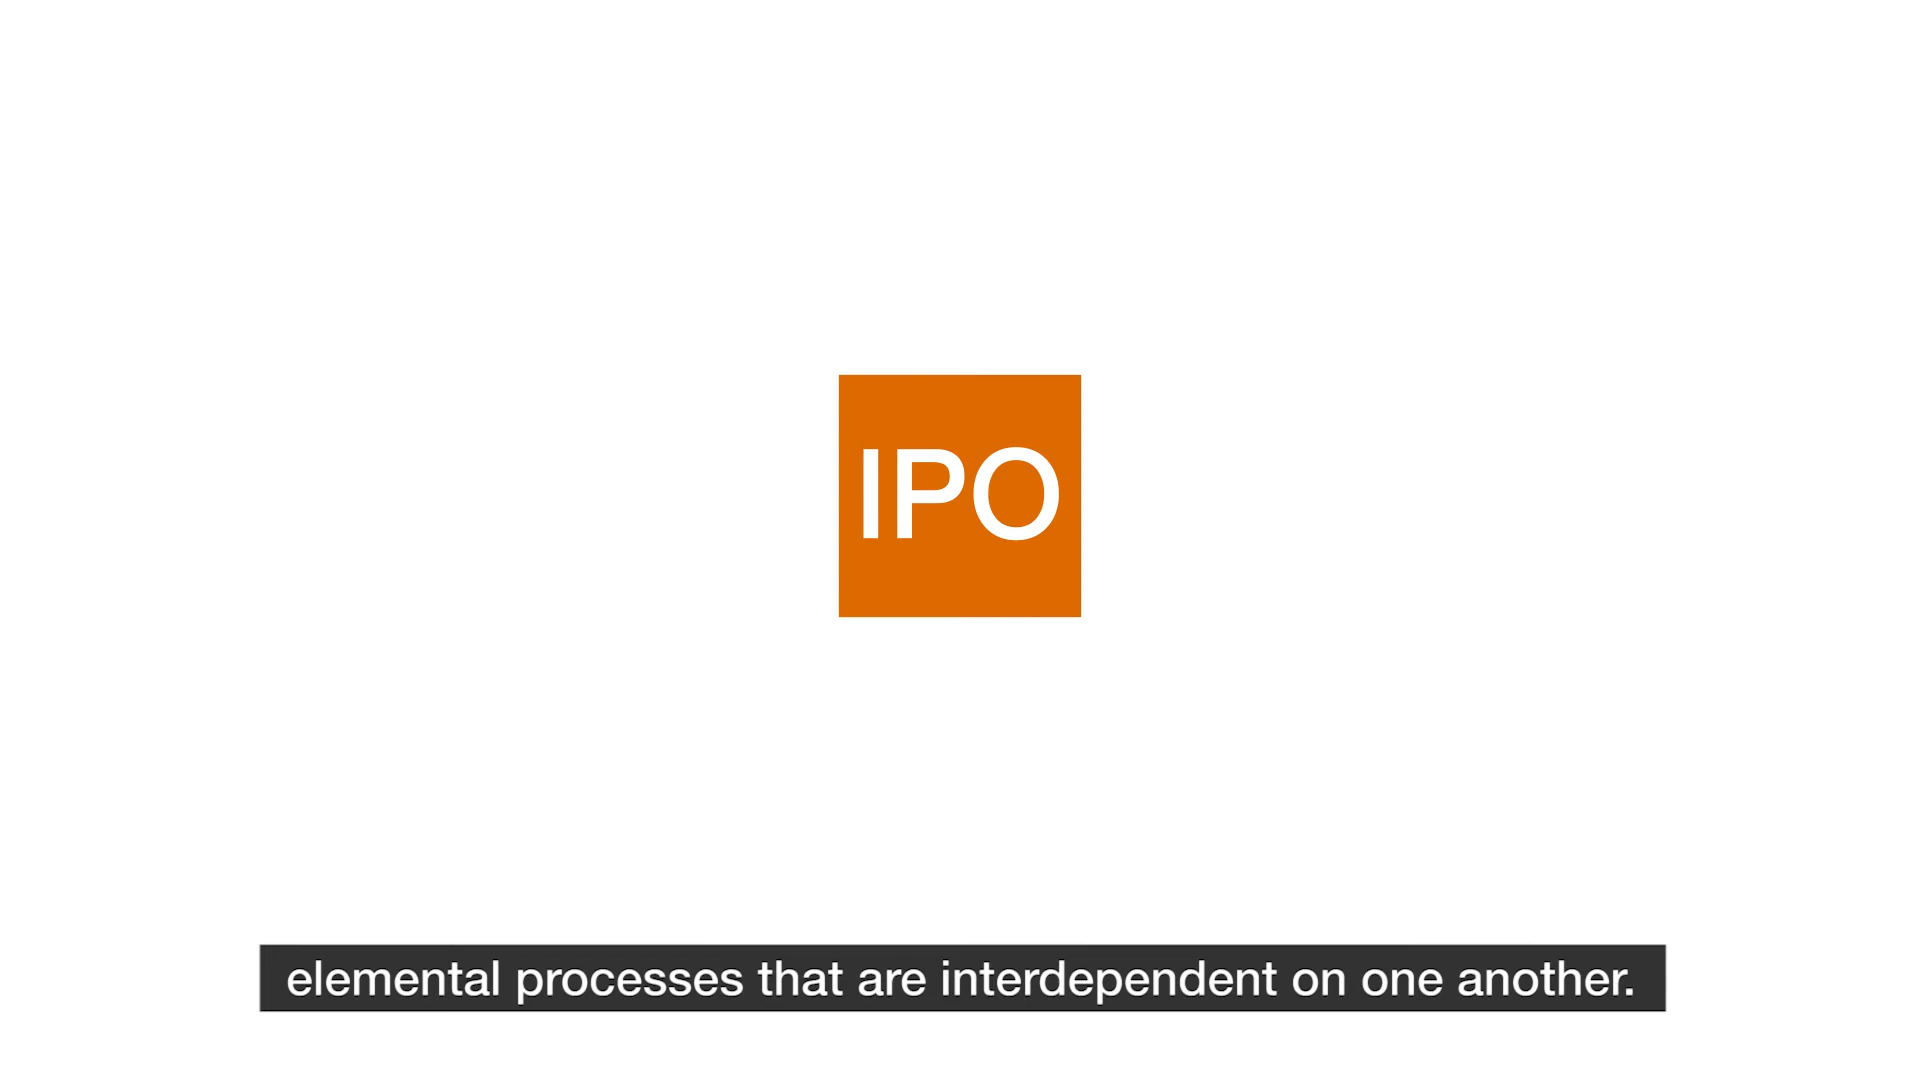 IPO
elemental processes that are interdependent on one another.